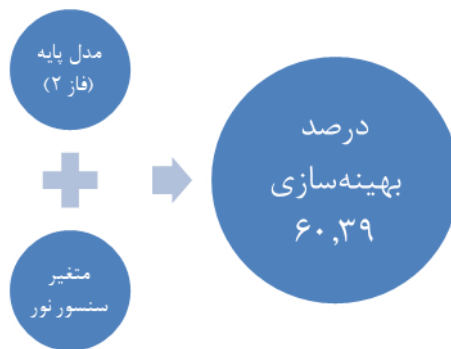 مدل پایه
(فاز ۲)
متغیر
سنسور نور
درصد
بهینه‌سازی
۶۰,۳۹